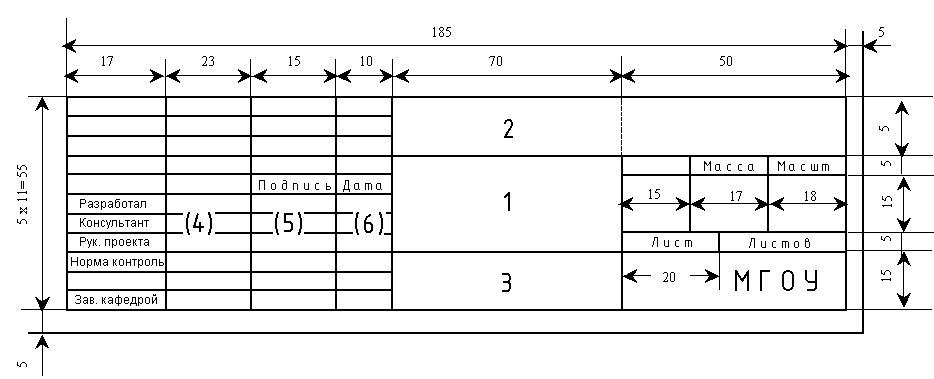 185
5
17 23 15 10 70 50
2
5
5 x 11= 55
Масса Масшт
5
Подпись Дата
1
15 17 18
15
Разработал
Консультант (4) (5) (6)
Рук. проекта
Лист Листов
5
Норма контроль
3
20 МГОУ
15
Зав. кафедрой
5